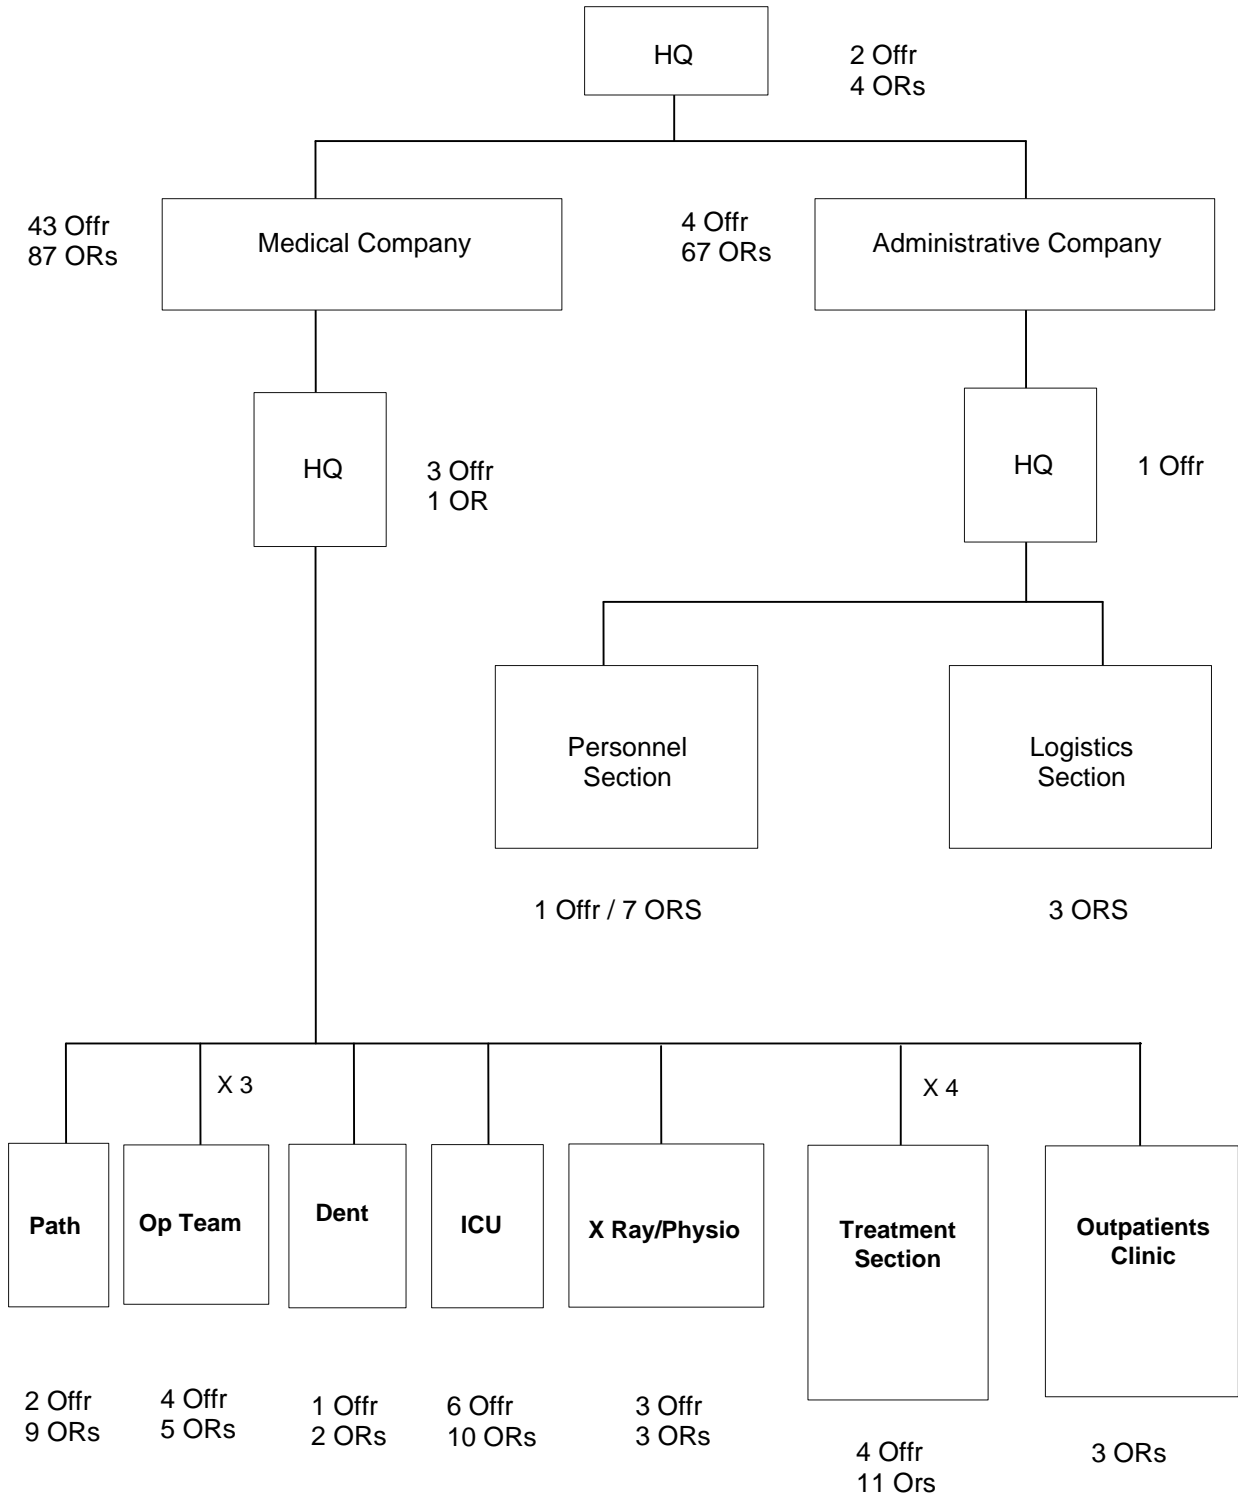 HQ
2 Offr
4 ORs
43 Offr
87 ORs
Medical Company
4 Offr
67 ORs
Administrative Company
HQ
3 Offr
1 OR
HQ
1 Offr
Personnel
Section
Logistics
Section
1 Offr / 7 ORS
3 ORS
X 3
X 4
Path
Op Team
Dent
ICU
X Ray/Physio
Treatment
Section
Outpatients
Clinic
2 Offr
9 ORs
4 Offr
5 ORs
1 Offr
2 ORs
6 Offr
10 ORs
3 Offr
3 ORs
4 Offr
11 Ors
3 ORs